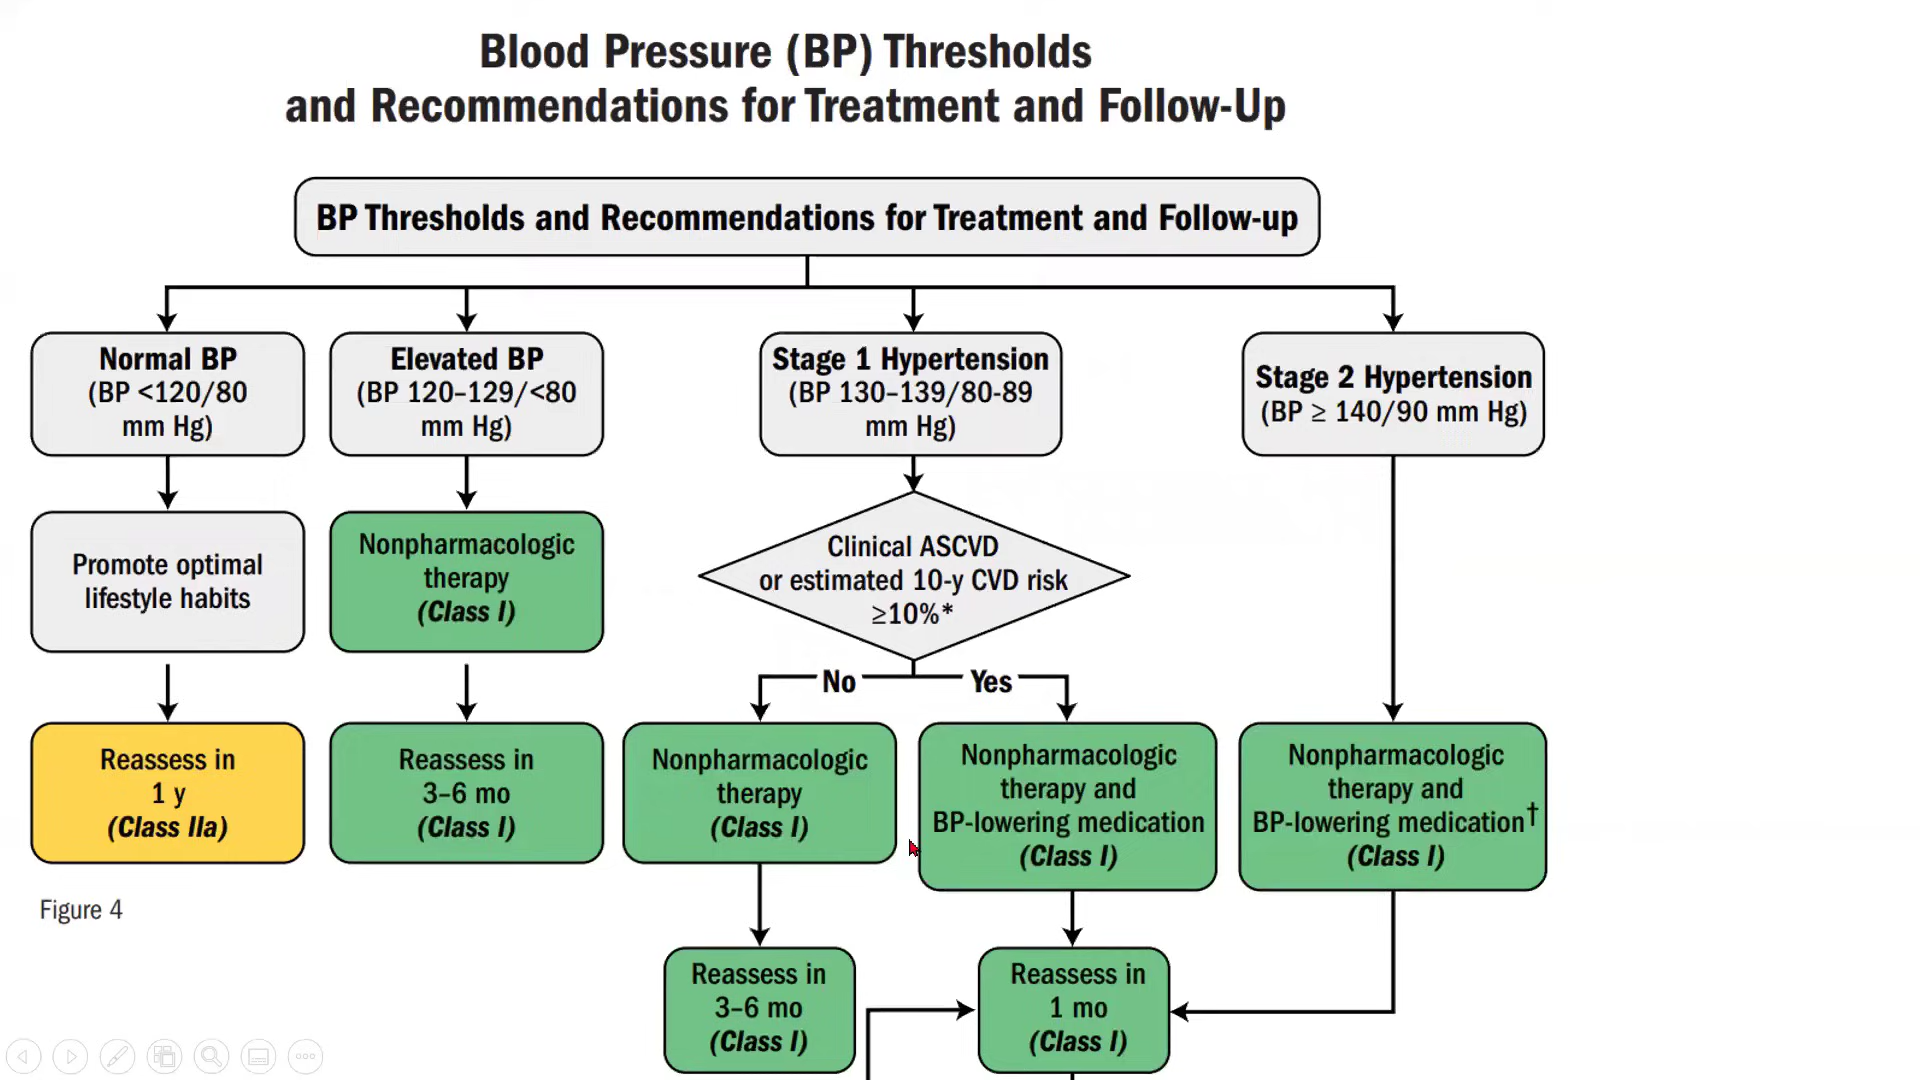 Blood Pressure (BP) Thresholds
and Recommendations for Treatment and Follow-Up
BP Thresholds and Recommendations for Treatment and Follow-up
Normal BP
(BP <120/80
mm Hg)
Elevated BP
(BP 120–129/<80
mm Hg)
Stage 1 Hypertension
(BP 130–139/80-89
mm Hg)
Stage 2 Hypertension
(BP ≥ 140/90 mm Hg)
Promote optimal
lifestyle habits
Nonpharmacologic
therapy
(Class I)
Clinical ASCVD
or estimated 10-y CVD risk
≥10%*
No
Yes
Reassess in
1 y
(Class IIa)
Reassess in
3–6 mo
(Class I)
Nonpharmacologic
therapy
(Class I)
Nonpharmacologic
therapy and
BP-lowering medication
(Class I)
Nonpharmacologic
therapy and
BP-lowering medication†
(Class I)
Figure 4
Reassess in
3–6 mo
(Class I)
Reassess in
1 mo
(Class I)